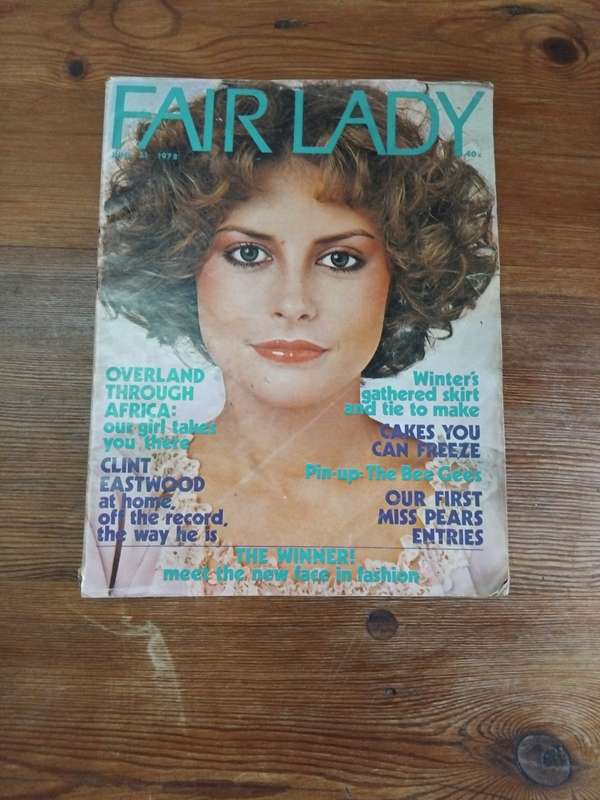 FAIR LADY
21 1978
40c
OVERLAND
THROUGH
AFRICA:
our girl takes
you there
CLINT
EASTWOOD
at home,
off the record,
the way he is
Winter's
gathered skirt
and tie to make
CAKES YOU
CAN FREEZE
Pin-up: The Bee Gees
OUR FIRST
MISS PEARS
ENTRIES
THE WINNER!
meet the new face in fashion